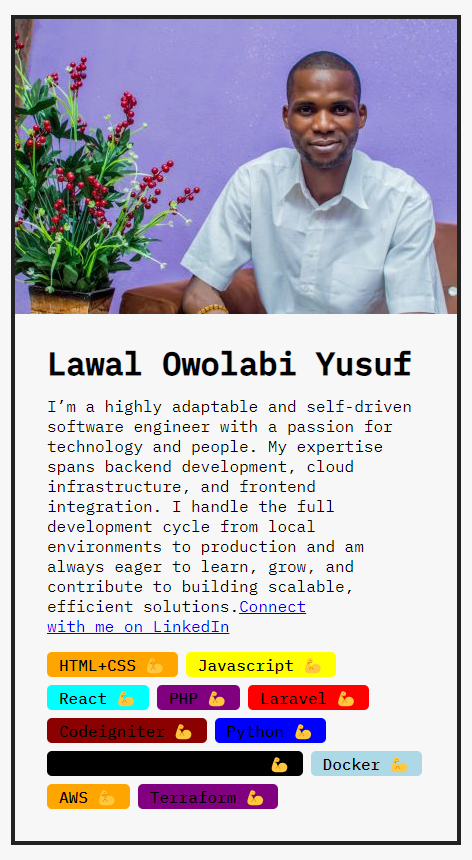 Lawal Owolabi Yusuf
I’m a highly adaptable and self-driven
software engineer with a passion for
technology and people. My expertise
spans backend development, cloud
infrastructure, and frontend
integration. I handle the full
development cycle from local
environments to production and am
always eager to learn, grow, and
contribute to building scalable,
efficient solutions.Connect
with me on LinkedIn
HTML+CSS 💪 Javascript 💪
React 💪 PHP 💪 Laravel 💪
Codeigniter 💪 Python 💪
💪 Docker 💪
AWS 💪 Terraform 💪